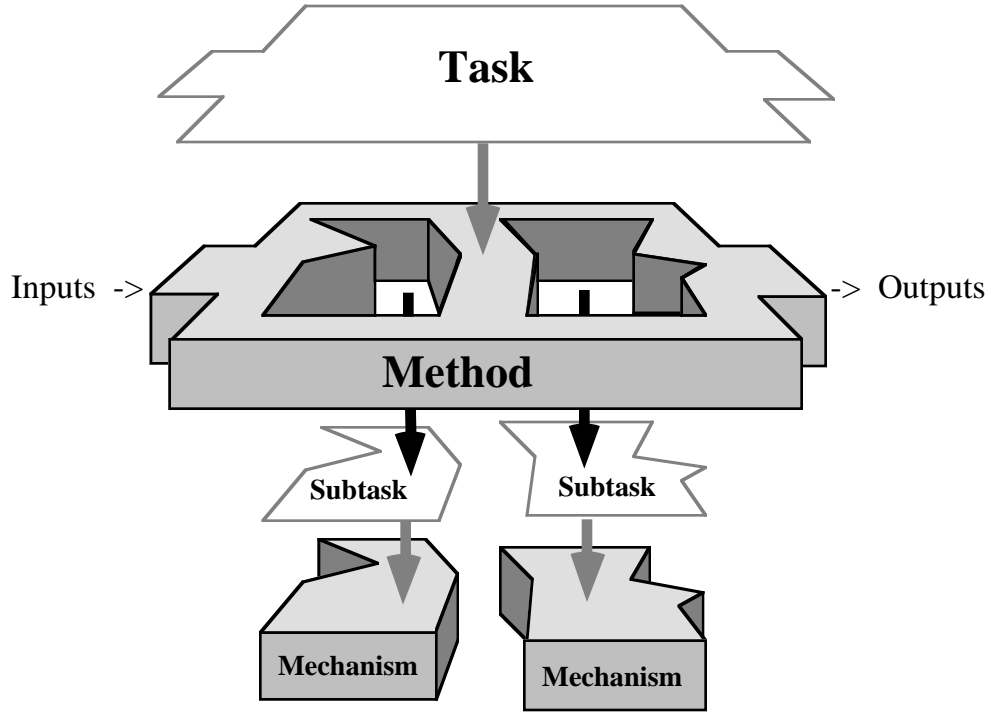 Task
Inputs -> -> Outputs
Method
Subtask Subtask
Mechanism Mechanism